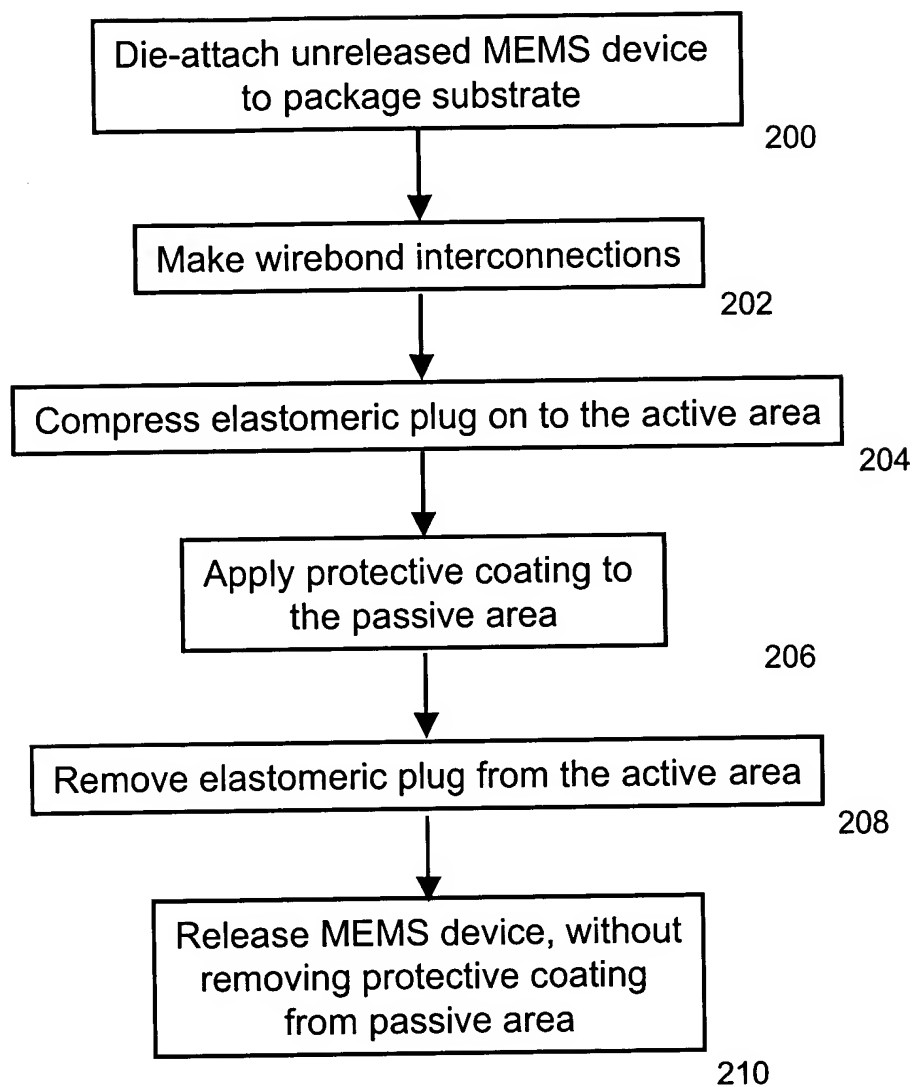 Die-attach unreleased MEMS device
to package substrate
200
Make wirebond interconnections
202
Compress elastomeric plug on to the active area
204
Apply protective coating to
the passive area
206
Remove elastomeric plug from the active area
208
Release MEMS device, without
removing protective coating
from passive area
210